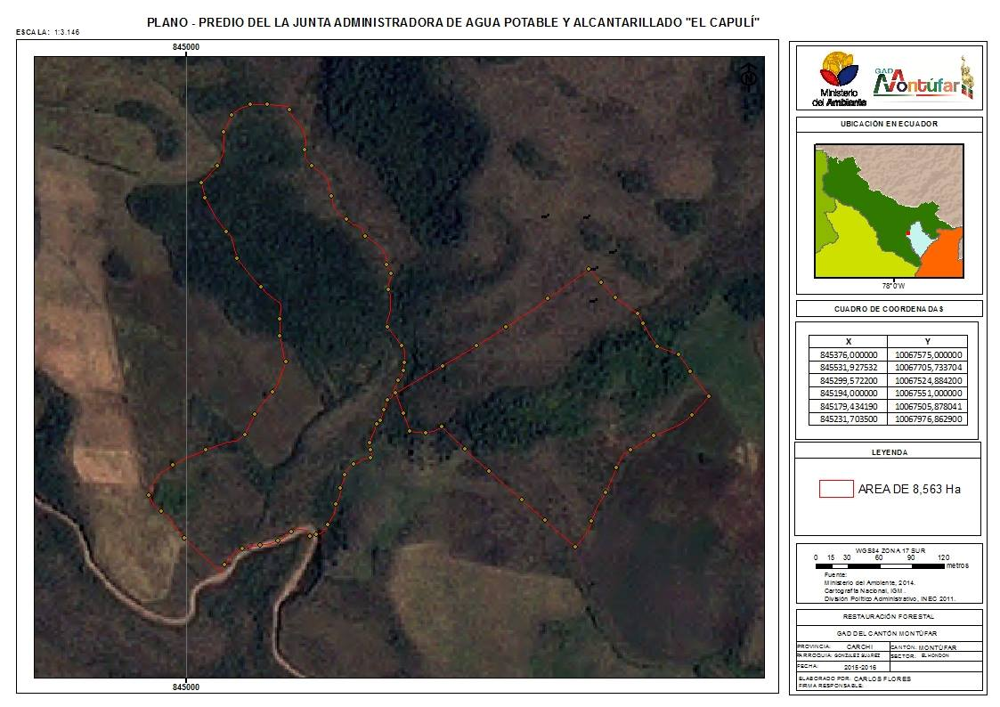 PLANO - PREDIO DEL LA JUNTA ADMINISTRADORA DE AGUA POTABLE Y ALCANTARILLADO "EL CAPULÍ"
ESCALA: 1:3.146
845000
N
845000
Ministerio
del Ambiente
GAD
Montúfar
UBICACIÓN EN ECUADOR
78°0'W
CUADRO DE COORDENADAS
X Y
845376,000000 10067575,000000
845531,927532 10067705,733704
845299,572200 10067524,884200
845194,000000 10067551,000000
845179,434190 10067505,878041
845231,703500 10067976,862900
LEYENDA
AREA DE 8,563 Ha
WGS84 ZONA 17 SUR
0 15 30 60 90 120
metros
Fuente:
Ministerio del Ambiente, 2014.
Cartografía Nacional, IGM.
División Político Administrativo, INEC 2011.
RESTAURACIÓN FORESTAL
GAD DEL CANTÓN MONTÚFAR
PROVINCIA: CARCHI CANTÓN: MONTÚFAR
PARROQUIA: GONZALEZ SUAREZ SECTOR: EL HONDON
FECHA: 2015-2016
ELABORADO POR: CARLOS FLORES
FIRMA RESPONSABLE: